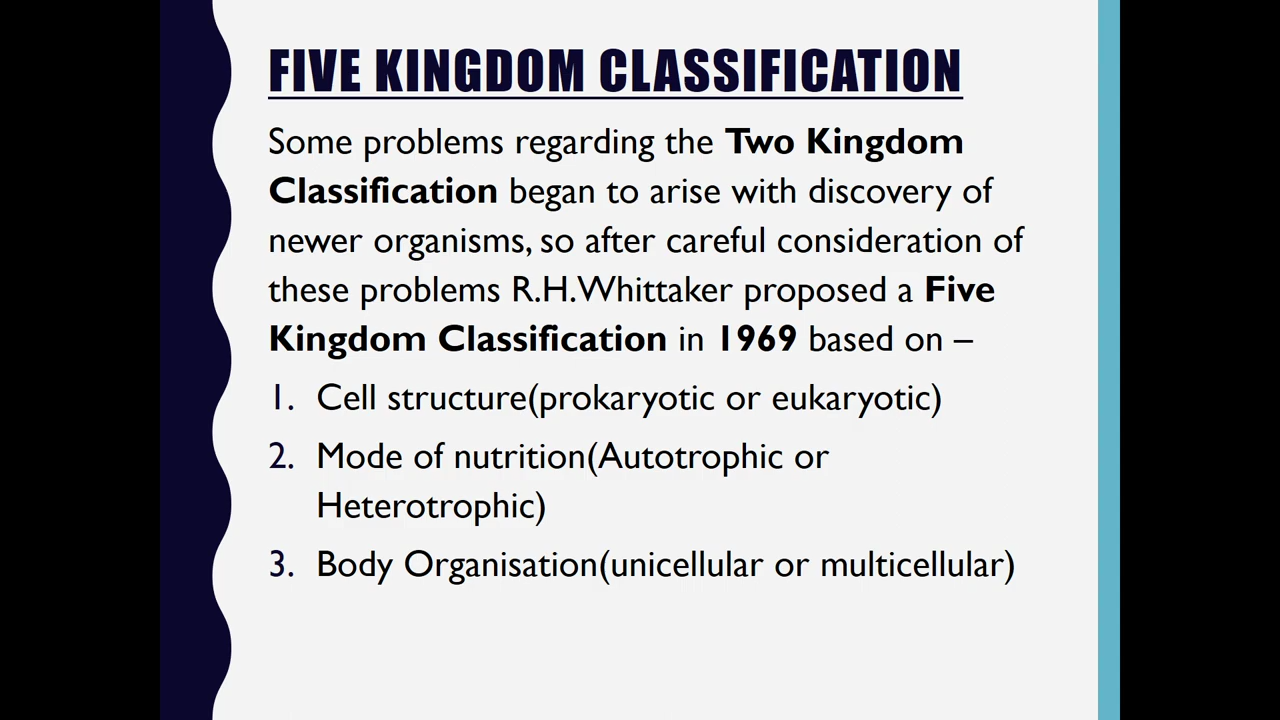 FIVE KINGDOM CLASSIFICATION
Some problems regarding the Two Kingdom
Classification began to arise with discovery of
newer organisms, so after careful consideration of
these problems R.H.Whittaker proposed a Five
Kingdom Classification in 1969 based on –
1. Cell structure(prokaryotic or eukaryotic)
2. Mode of nutrition(Autotrophic or
Heterotrophic)
3. Body Organisation(unicellular or multicellular)